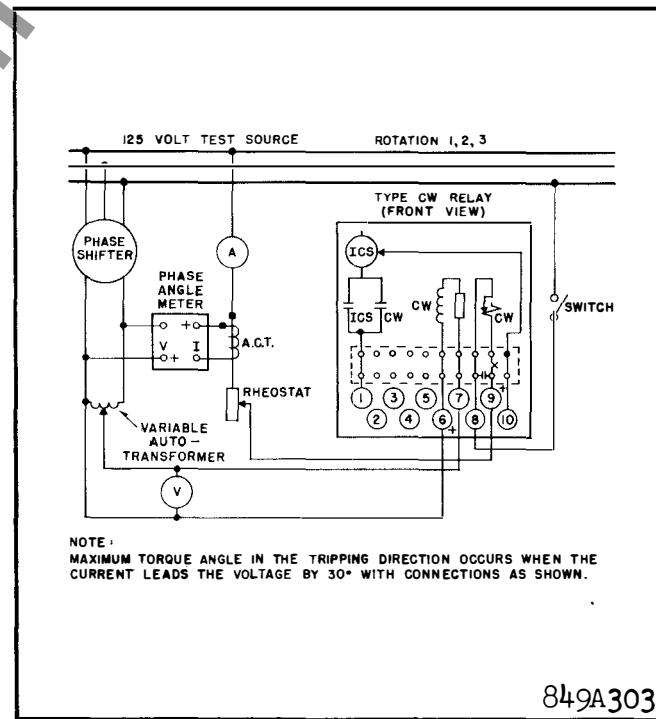 125 VOLT TEST SOURCE
ROTATION 1, 2, 3
TYPE CW RELAY
(FRONT VIEW)
PHASE
SHIFTER
A
ICS
PHASE
ANGLE
METER
ICS CW
CW
CW
SWITCH
+
V I
+
A.C.T.
RHEOSTAT
1 3 5 7 9
+
2 4 6 8 10
+
VARIABLE
AUTO –
TRANSFORMER
V
NOTE:
MAXIMUM TORQUE ANGLE IN THE TRIPPING DIRECTION OCCURS WHEN THE
CURRENT LEADS THE VOLTAGE BY 30° WITH CONNECTIONS AS SHOWN.
849A303